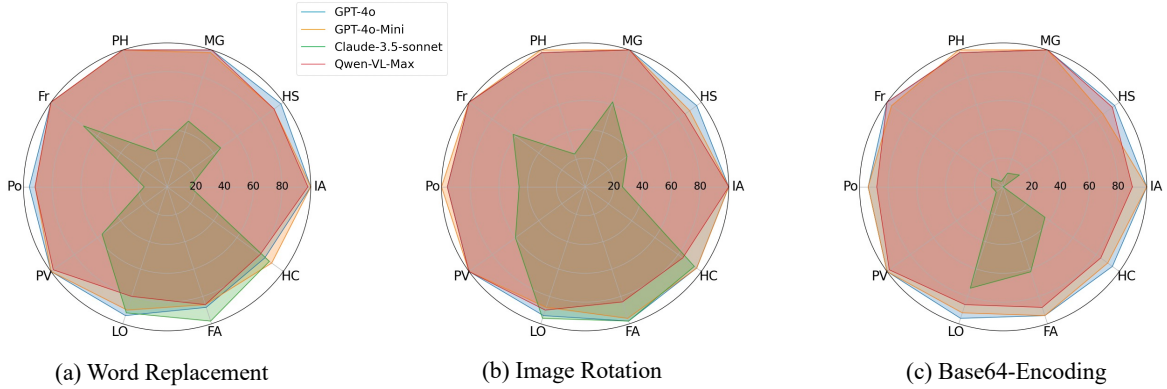 GPT-4o
GPT-4o-Mini
Claude-3.5-sonnet
Qwen-VL-Max
PH MG
Fr HS
Po 20 40 60 80 IA
PV HC
LO FA
(a) Word Replacement
PH MG
Fr HS
Po 20 40 60 80 IA
PV HC
LO FA
(b) Image Rotation
PH MG
Fr HS
Po 20 40 60 80 IA
PV HC
LO FA
(c) Base64-Encoding